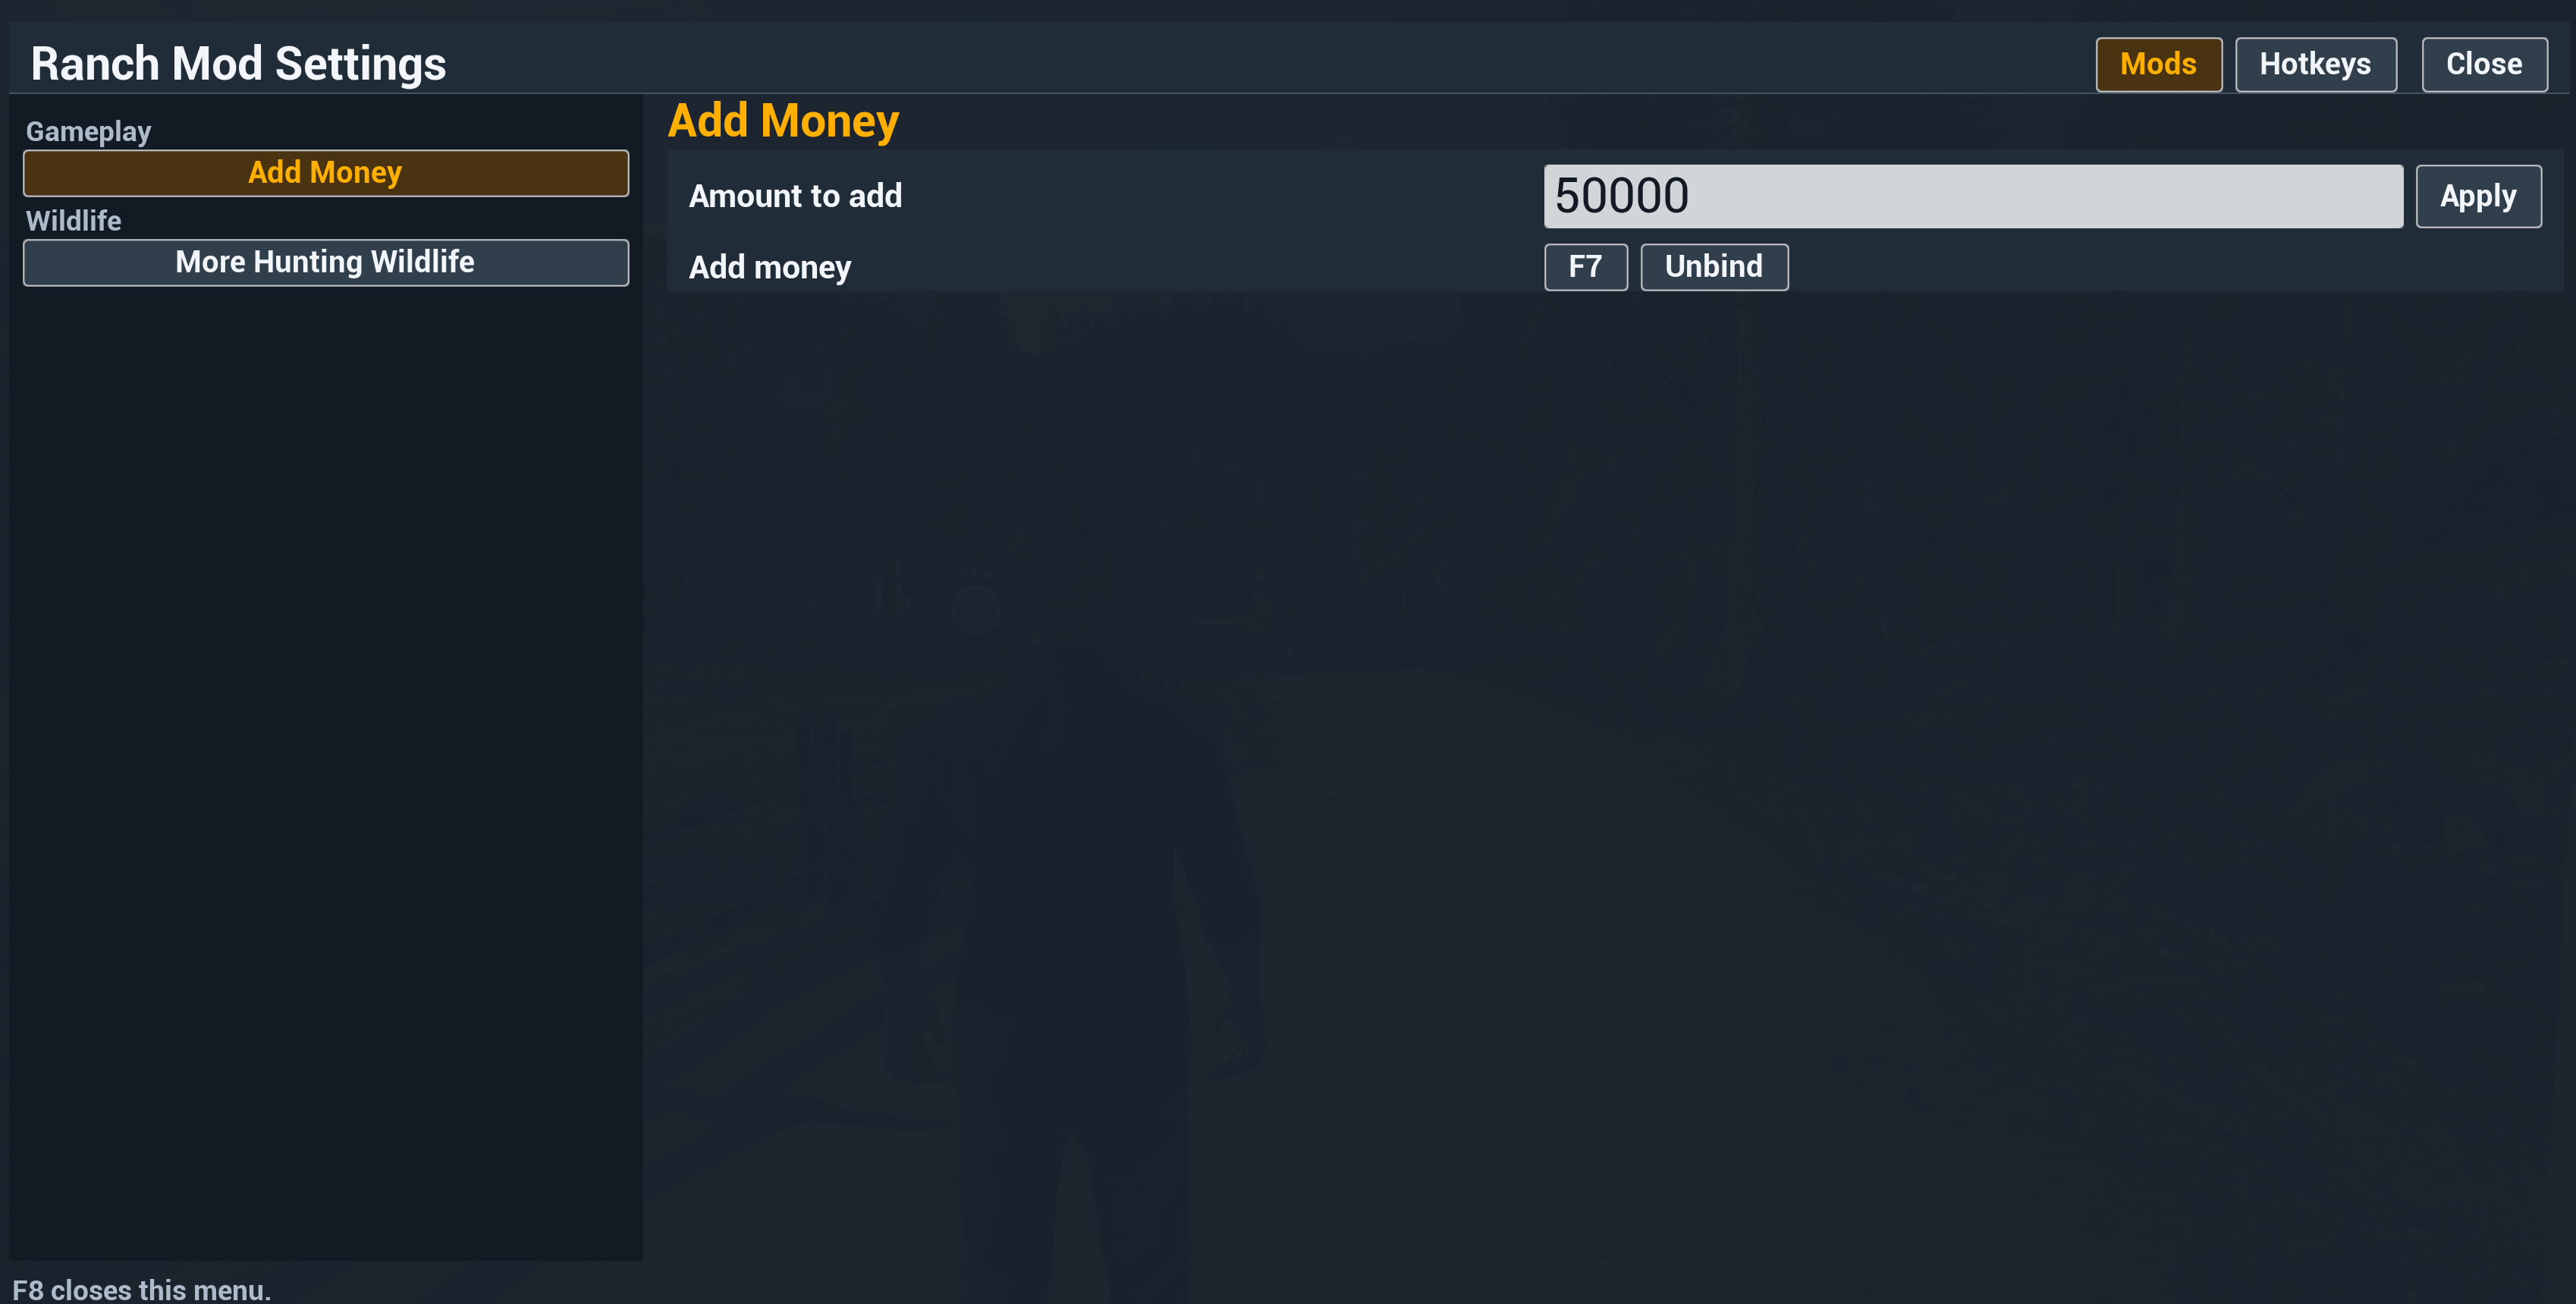 Ranch Mod Settings
Mods
Hotkeys
Close
Gameplay
Add Money
Wildlife
More Hunting Wildlife
Add Money
Amount to add
50000
Apply
Add money
F7
Unbind
F8 closes this menu.